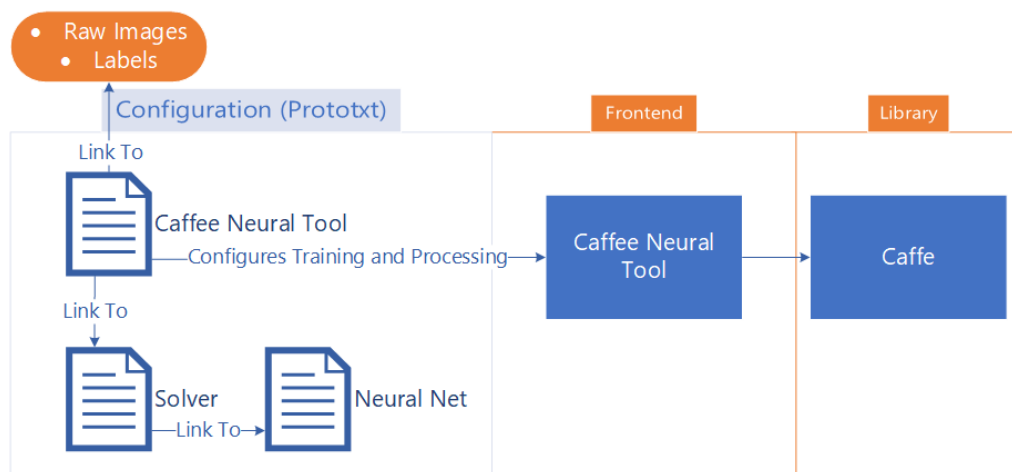 Raw Images
Labels
Configuration (Prototxt)
Frontend
Library
Link To
Caffee Neural Tool
Configures Training and Processing
Caffee Neural
Tool
Caffe
Link To
Solver
Neural Net
Link To